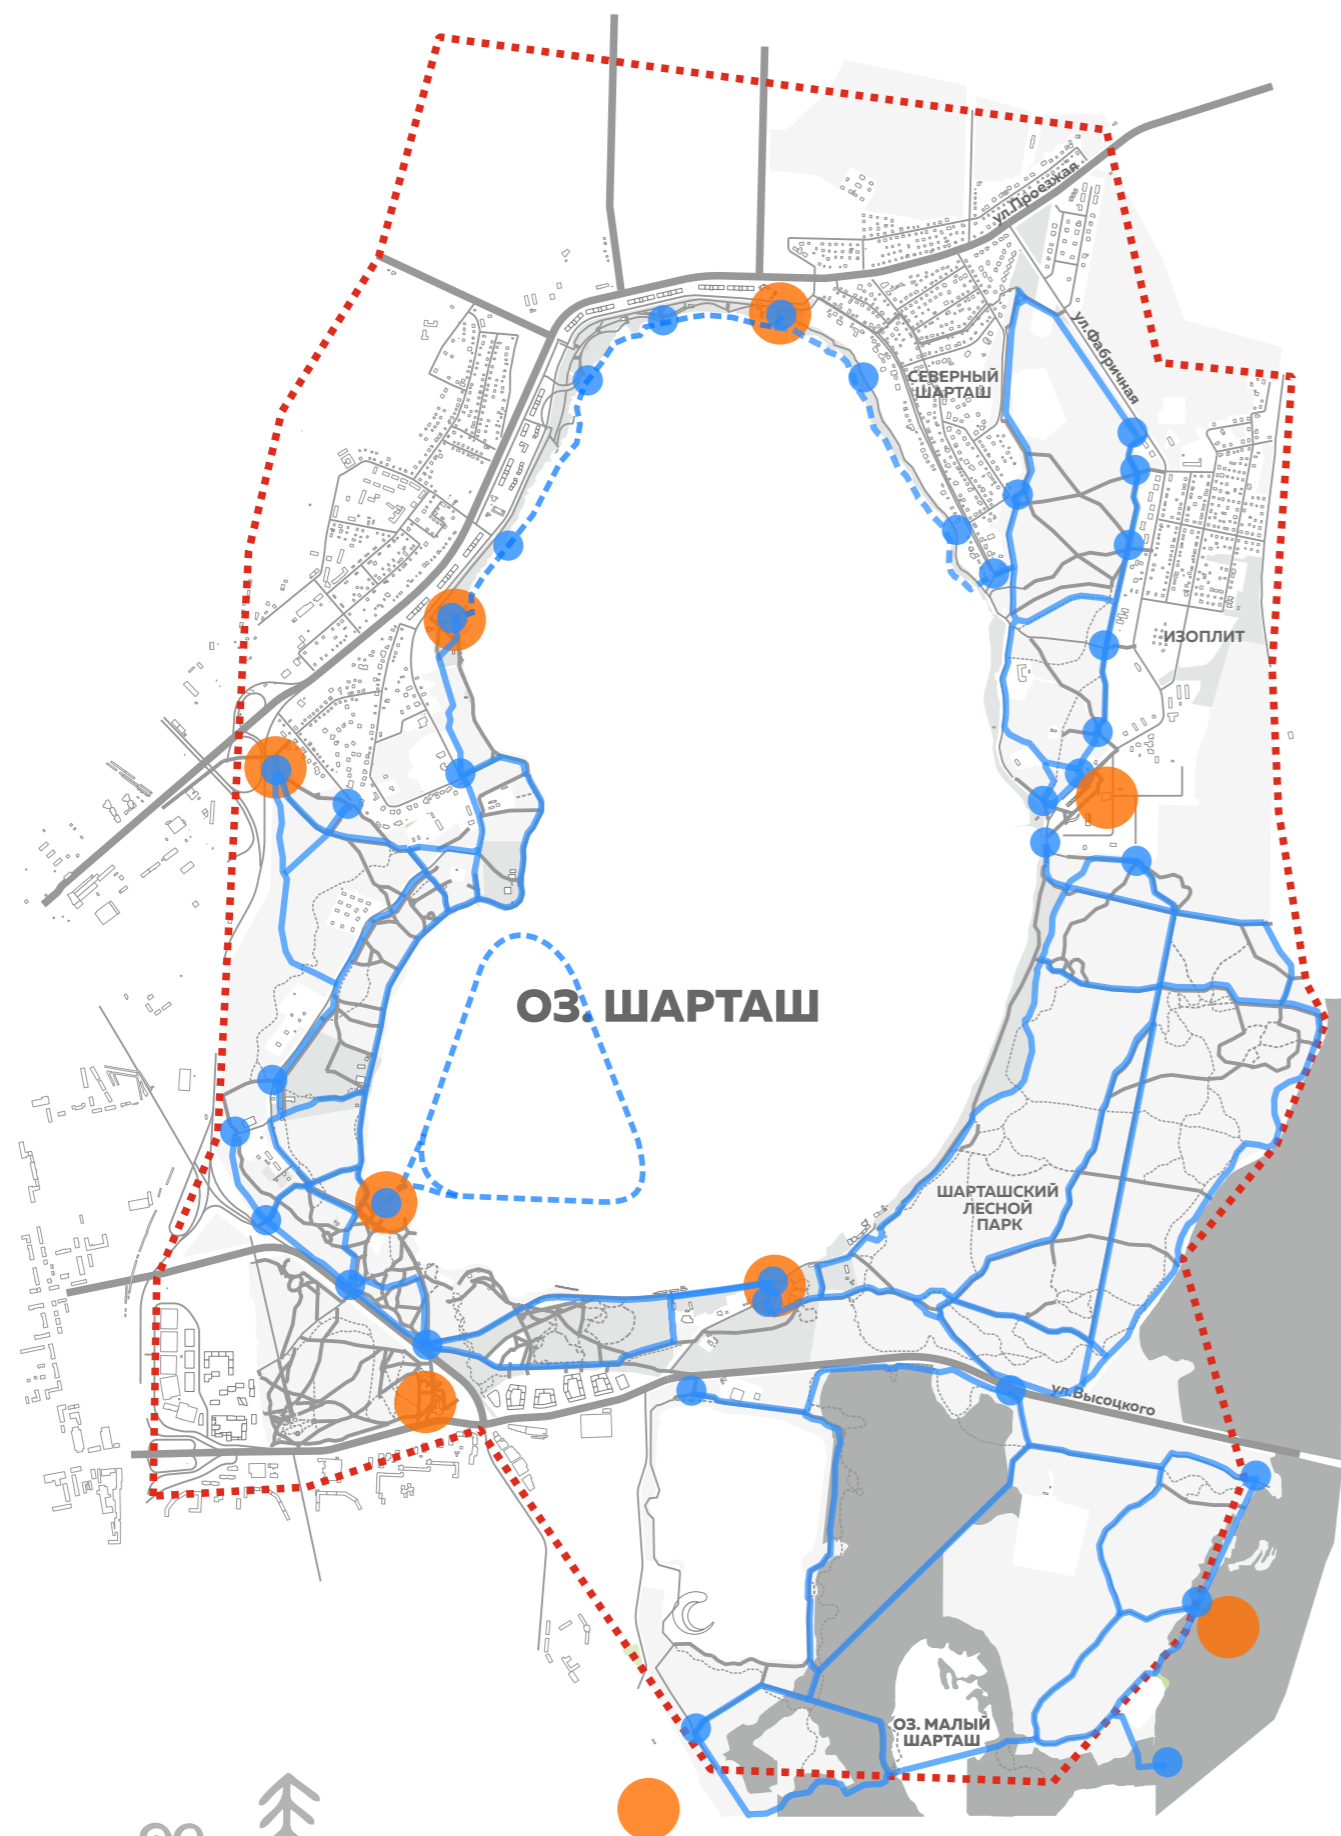 ул.Проезжая
ул.Фабричная
СЕВЕРНЫЙ
ШАРТАШ
ИЗОПЛИТ
ОЗ. ШАРТАШ
ШАРТАШСКИЙ
ЛЕСНОЙ
ПАРК
ул.Высоцкого
ОЗ. МАЛЫЙ
ШАРТАШ